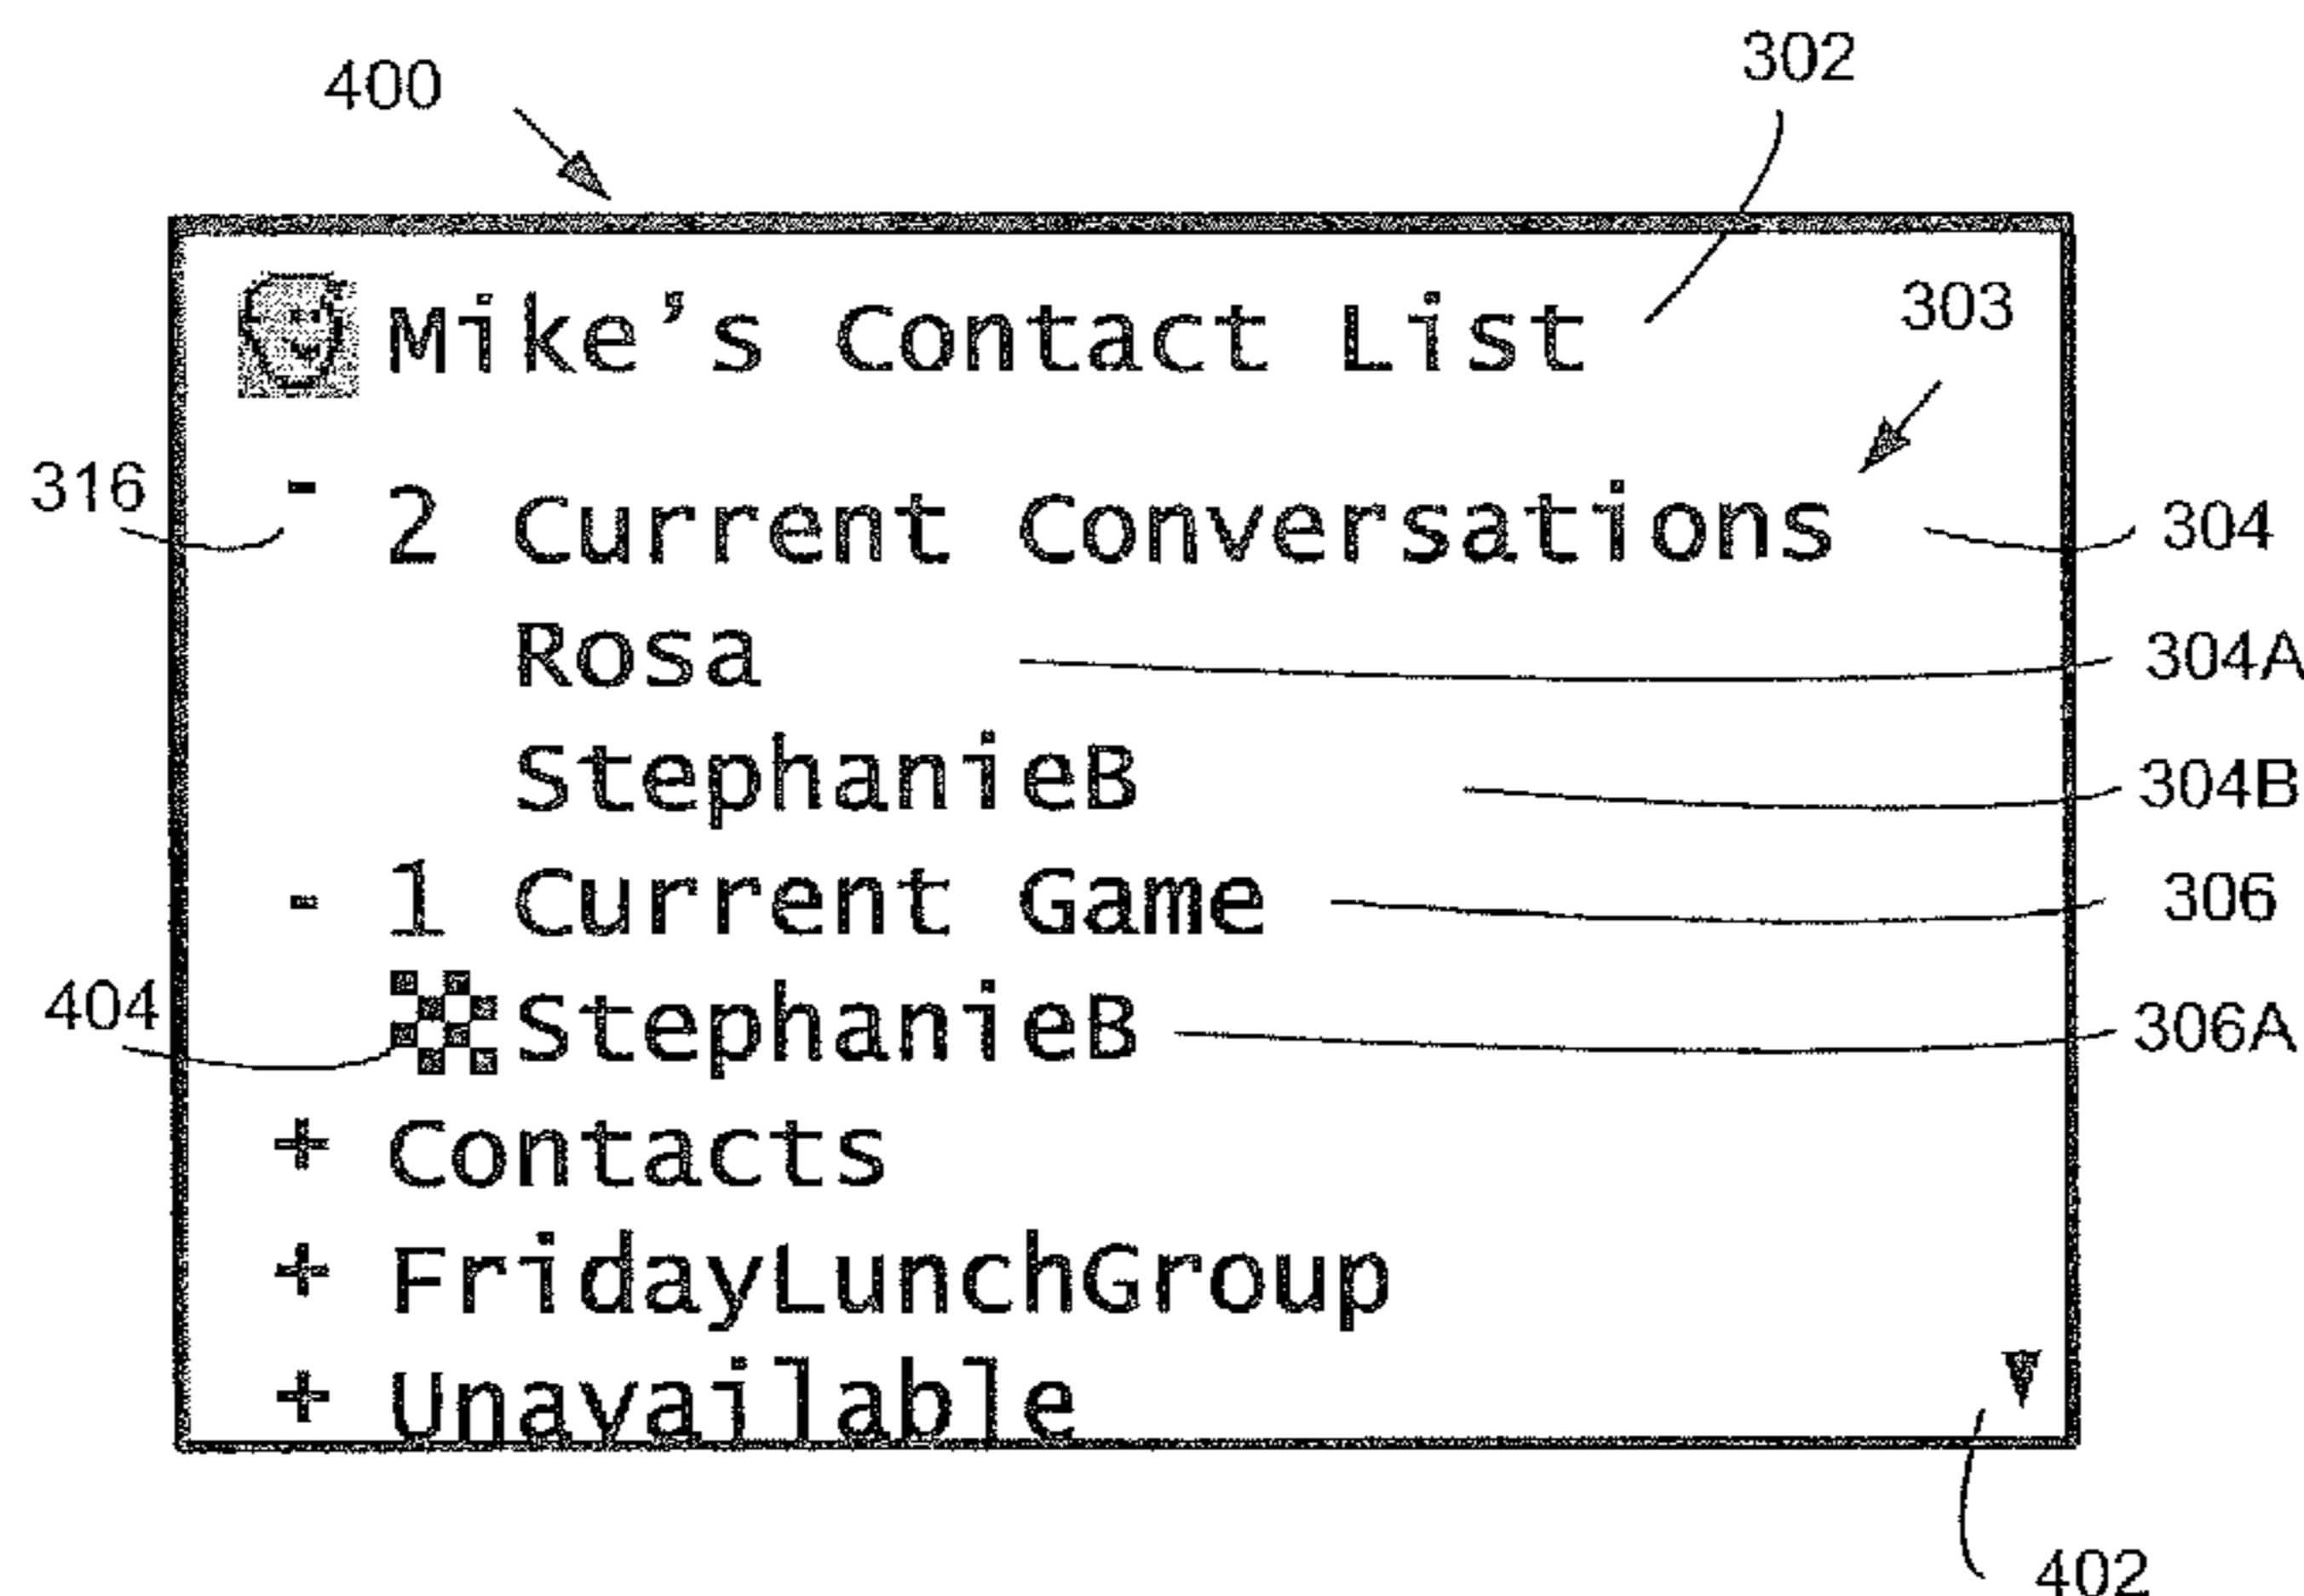 400
302
Mike's Contact List
303
316
- 2 Current Conversations
304
Rosa
304A
StephanieB
304B
- 1 Current Game
306
404
StephanieB
306A
+ Contacts
+ FridayLunchGroup
+ Unavailable
402